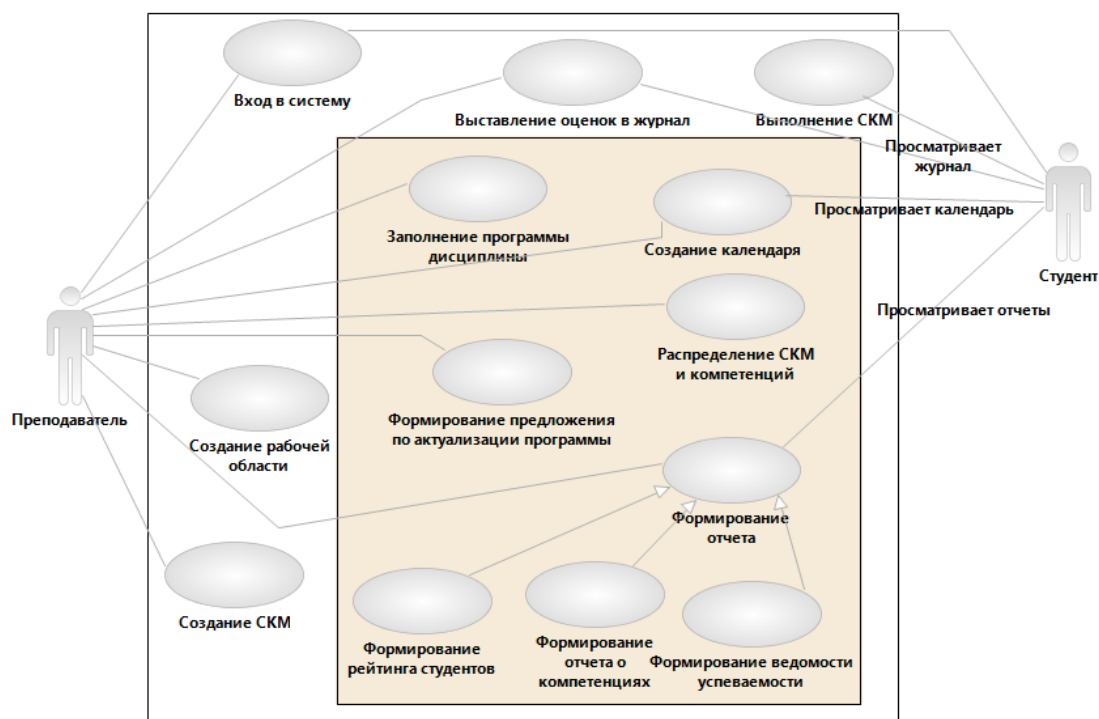 Вход в систему
Выставление оценок в журнал
Выполнение СКМ
Просматривает
журнал
Заполнение программы
дисциплины
Создание календаря
Просматривает календарь
Студент
Распределение СКМ
и компетенций
Просматривает отчеты
Преподаватель
Создание рабочей
области
Формирование предложения
по актуализации программы
Формирование
отчета
Создание СКМ
Формирование
рейтинга студентов
Формирование
отчета о
компетенциях
Формирование ведомости
успеваемости